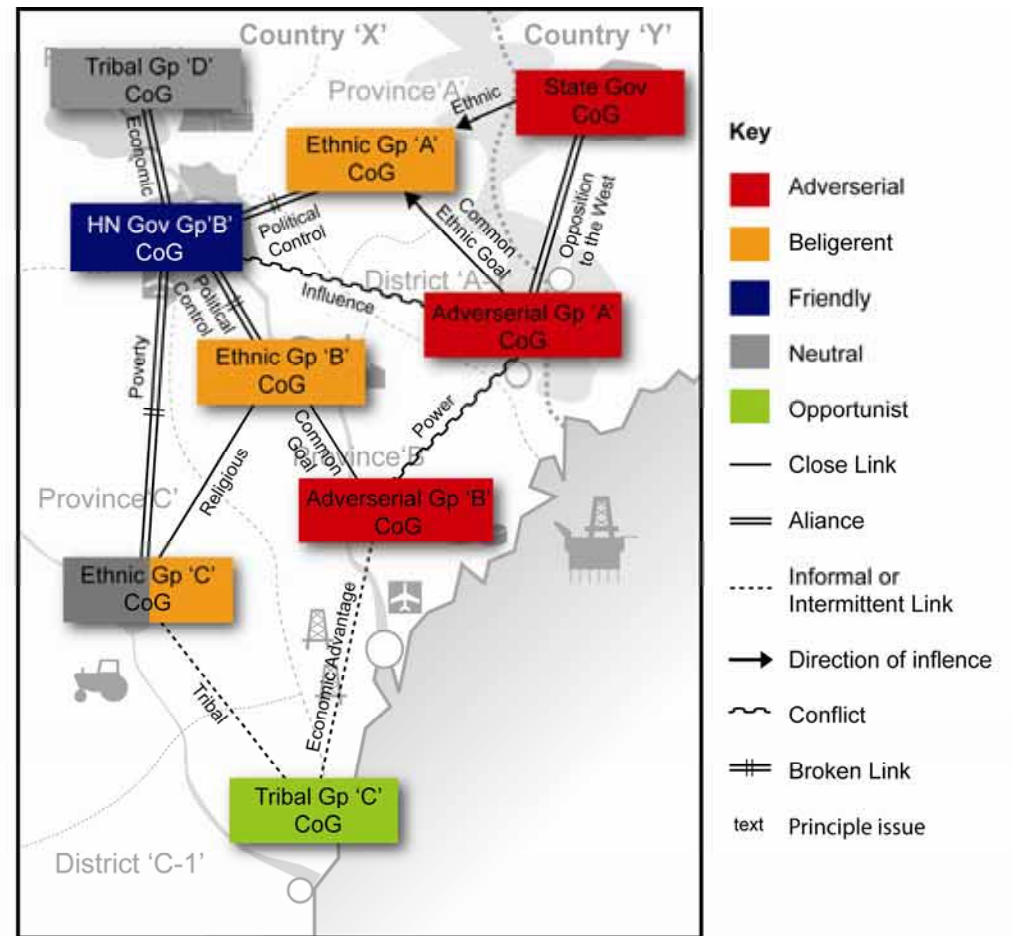 Country ‘X’
Country ‘Y’
Tribal Gp ‘D’
CoG
Province‘A’
State Gov
CoG
Ethnic
Economic
Ethnic Gp ‘A’
CoG
HN Gov Gp‘B’
CoG
Political
Control
Common
Ethnic Goal
Opposition
to the West
District ‘A-
Influence
Political
Control
Adverserial Gp ‘A’
CoG
Poverty
Ethnic Gp ‘B’
CoG
Power
Common
Goal
Province‘B’
Religious
Province‘C’
Adverserial Gp ‘B’
CoG
Ethnic Gp ‘C’
CoG
Economic Advantage
Tribal
Tribal Gp ‘C’
CoG
District ‘C-1’
Key
Adverserial
Beligerent
Friendly
Neutral
Opportunist
Close Link
Aliance
Informal or
Intermittent Link
Direction of inflence
Conflict
Broken Link
text
Principle issue